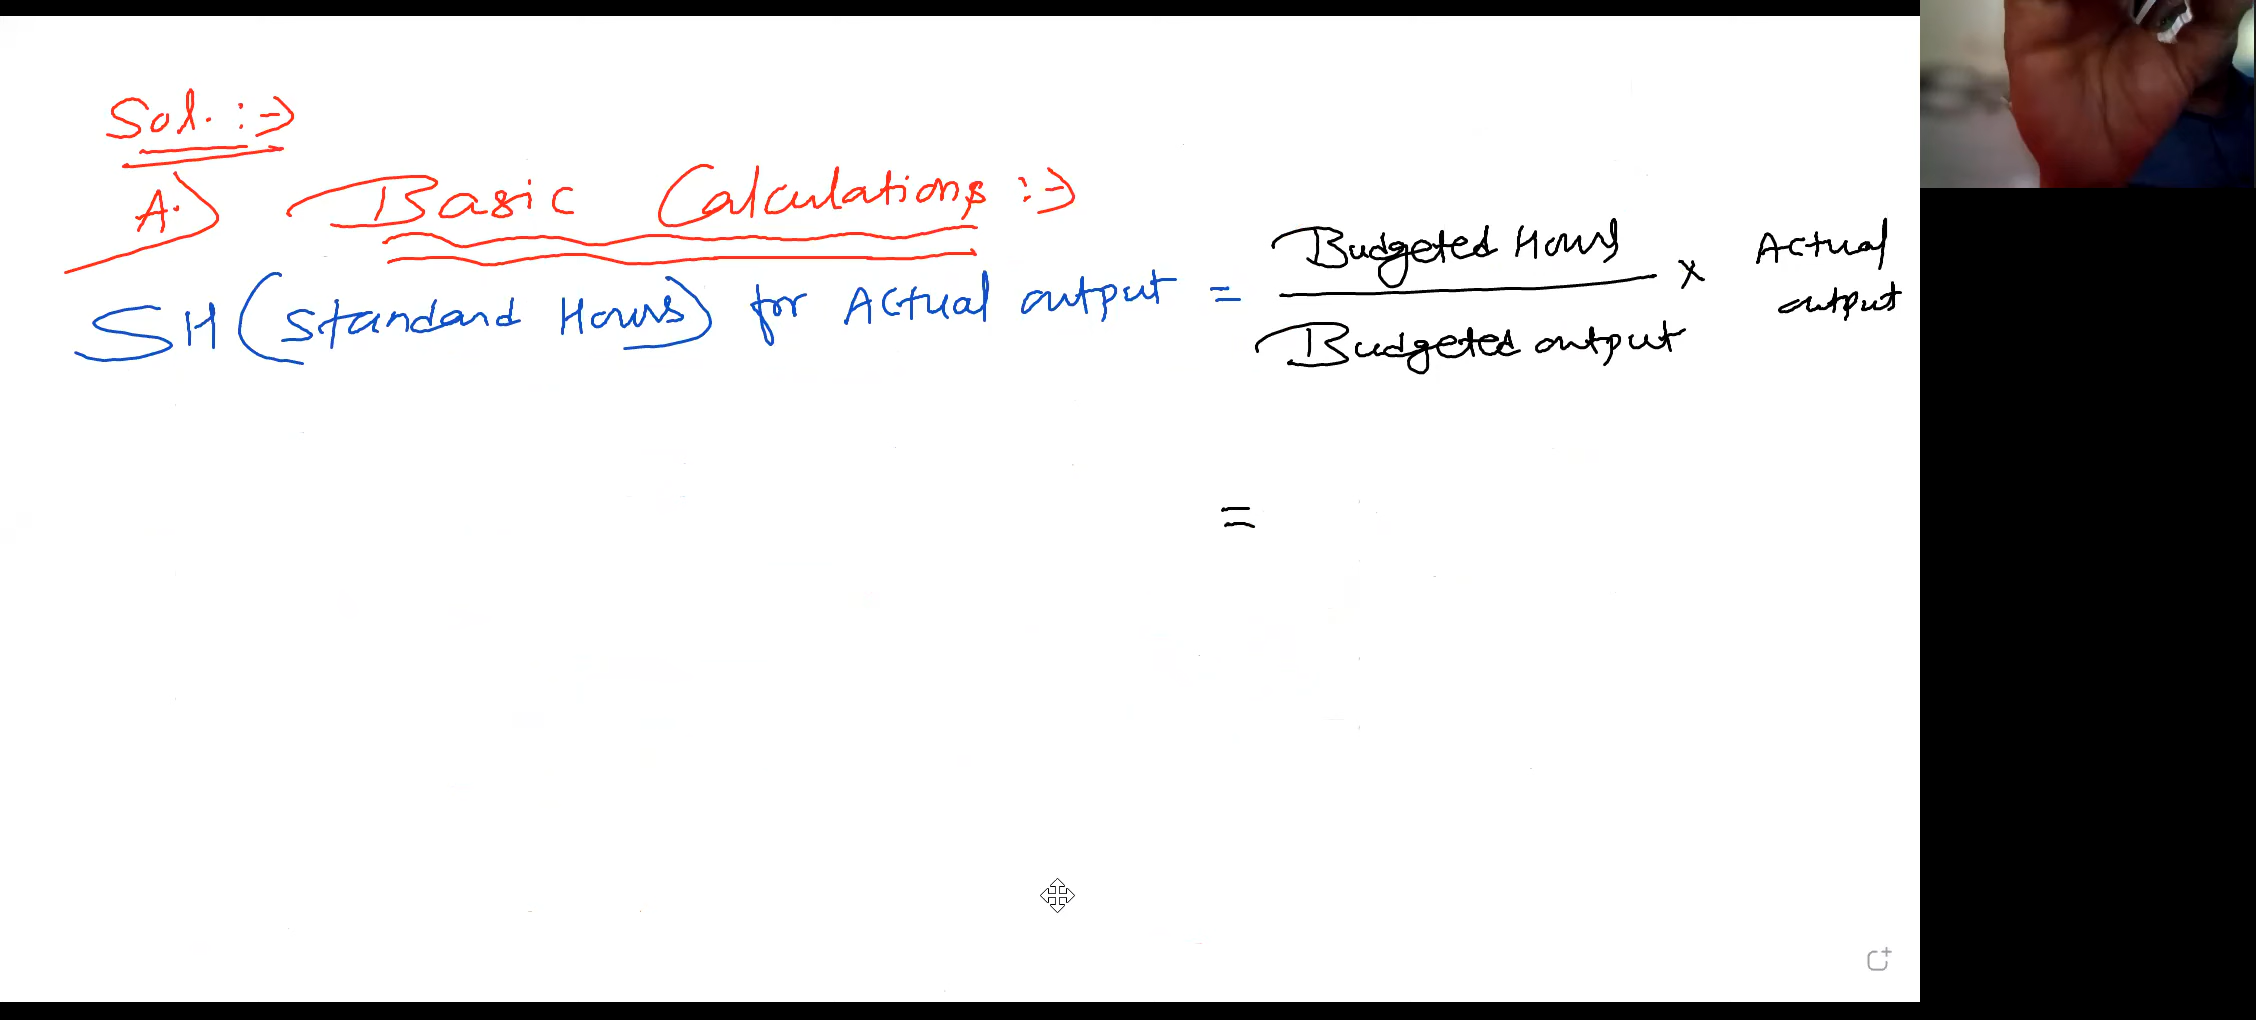 Sol. :→
A.) Basic Calculations :→
SH (Standard Hours) for Actual output = Budgeted Hours / Budgeted output × Actual output
=